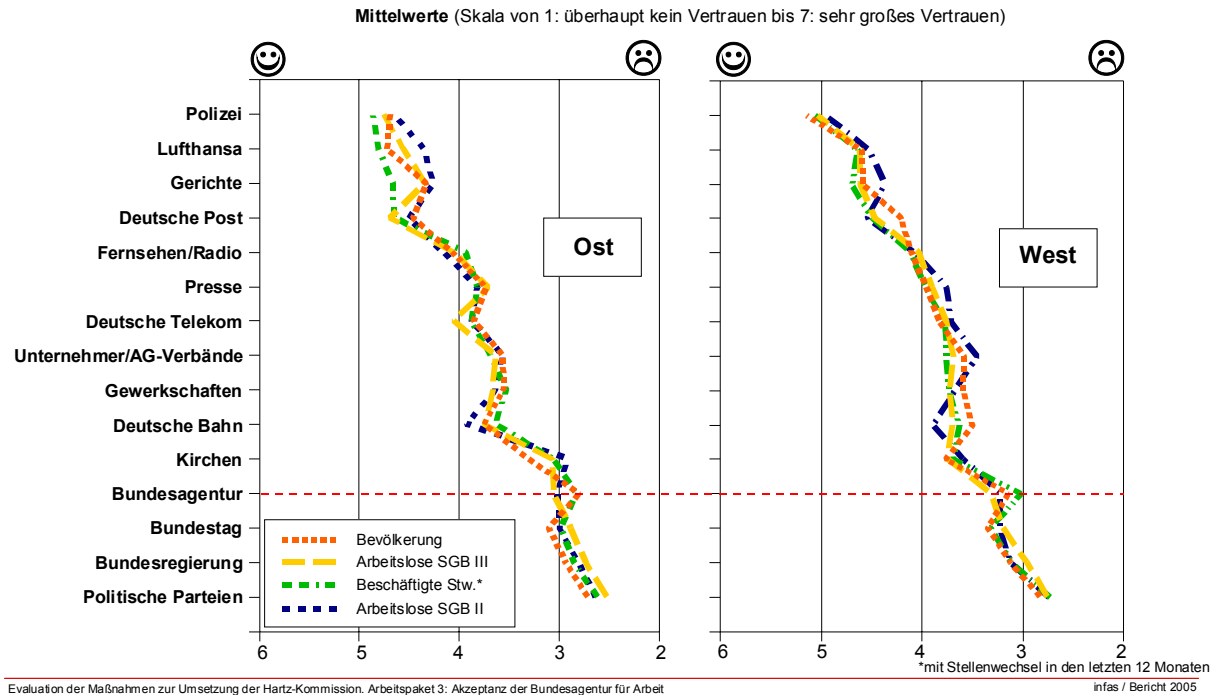 Mittelwerte (Skala von 1: überhaupt kein Vertrauen bis 7: sehr großes Vertrauen)
Polizei
Lufthansa
Gerichte
Deutsche Post
Fernsehen/Radio
Presse
Deutsche Telekom
Unternehmer/AG-Verbände
Gewerkschaften
Deutsche Bahn
Kirchen
Bundesagentur
Bundestag
Bundesregierung
Politische Parteien
Ost
West
Bevölkerung
Arbeitslose SGB III
Beschäftigte Stw.*
Arbeitslose SGB II
6 5 4 3 2
6 5 4 3 2
*mit Stellenwechsel in den letzten 12 Monaten
Evaluation der Maßnahmen zur Umsetzung der Hartz-Kommission. Arbeitspaket 3: Akzeptanz der Bundesagentur für Arbeit
infas / Bericht 2005